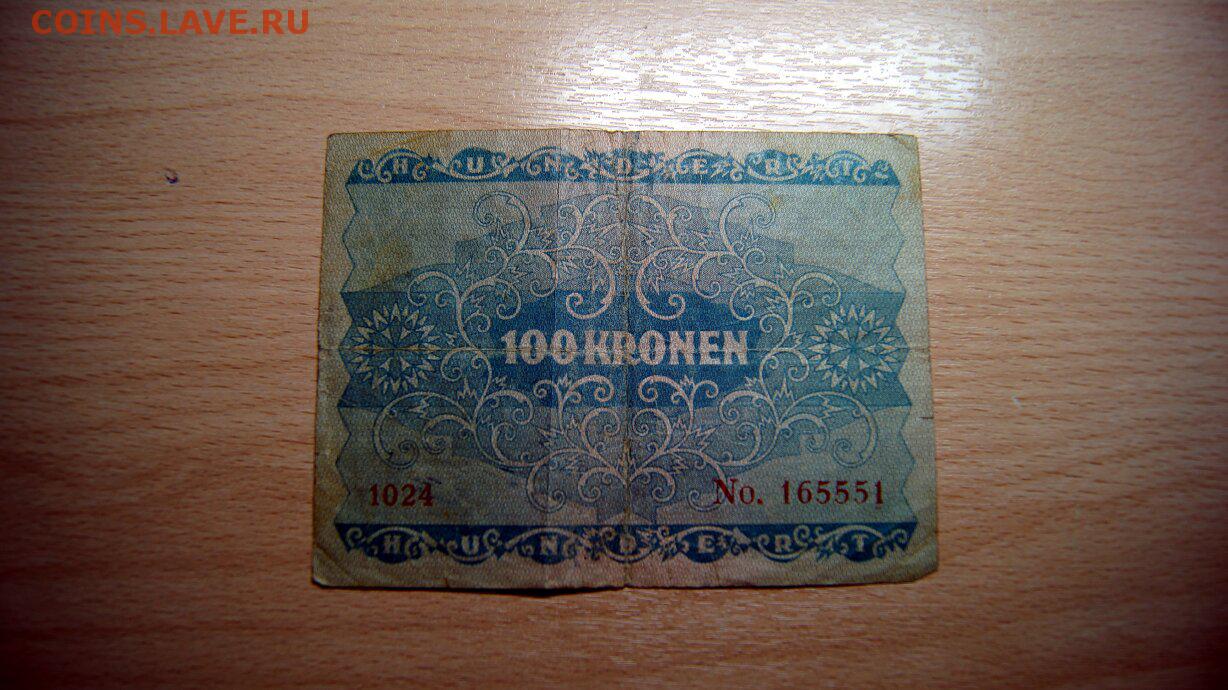 COINS.LAVE.RU
HUNDERT
100 KRONEN
1024 No. 165551
HUNDERT